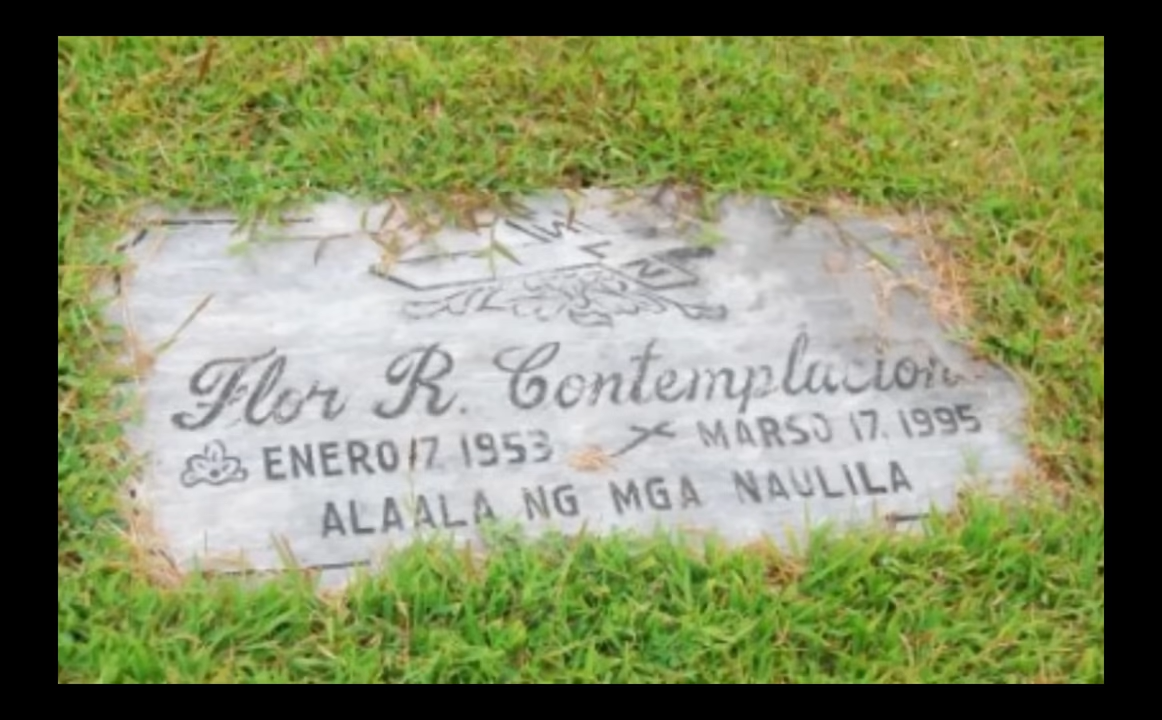 Flor R. Contemplacion
ENERO 17 1953 MARSO 17. 1995
ALAALA NG MGA NAULILA